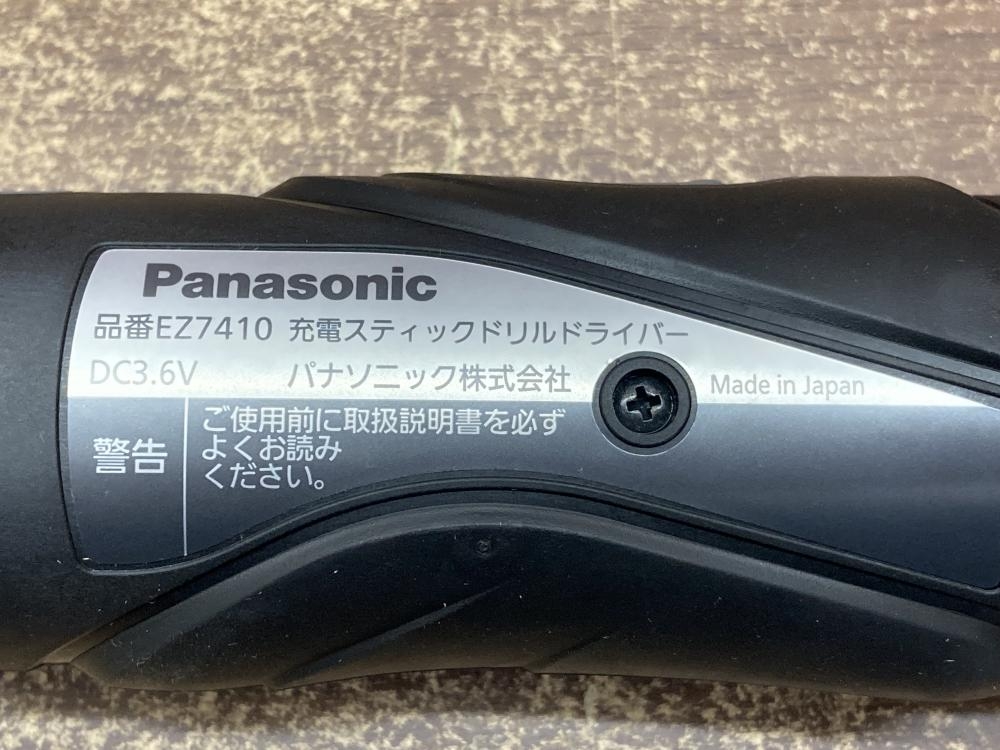 Panasonic
品番EZ7410 充電スティックドリルドライバー
DC3.6V パナソニック株式会社 Made in Japan
警告
ご使用前に取扱説明書を必ず
よくお読み
ください。